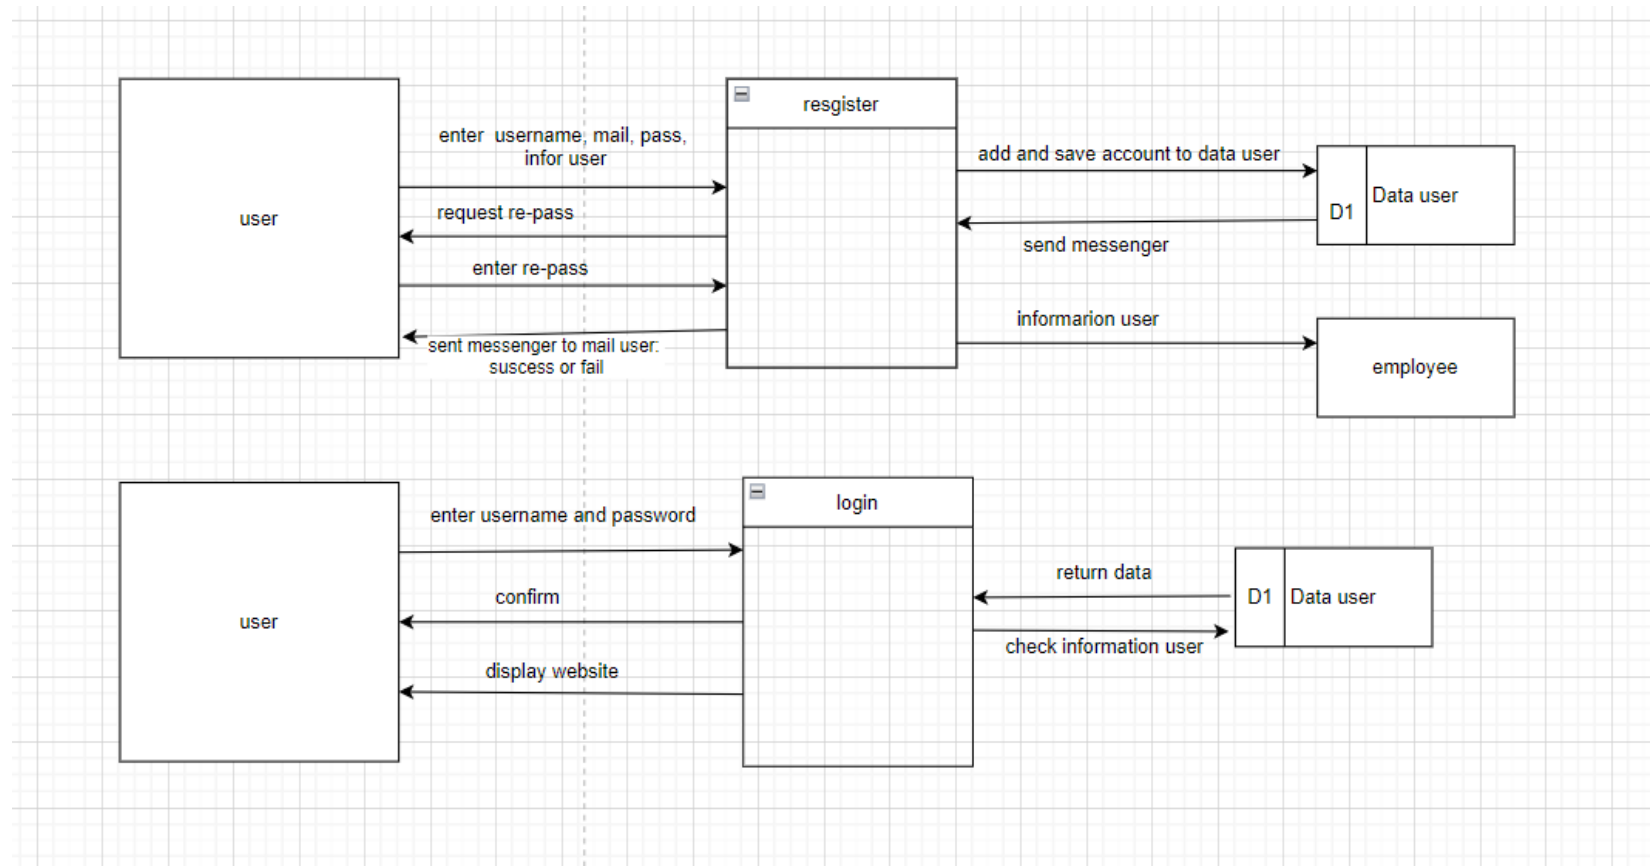 resgister
enter  username, mail, pass,
infor user
add and save account to data user
Data user
D1
user
request re-pass
send messenger
enter re-pass
informarion user
sent messenger to mail user:
suscess or fail
employee
login
enter username and password
return data
confirm
D1
Data user
user
check information user
display website